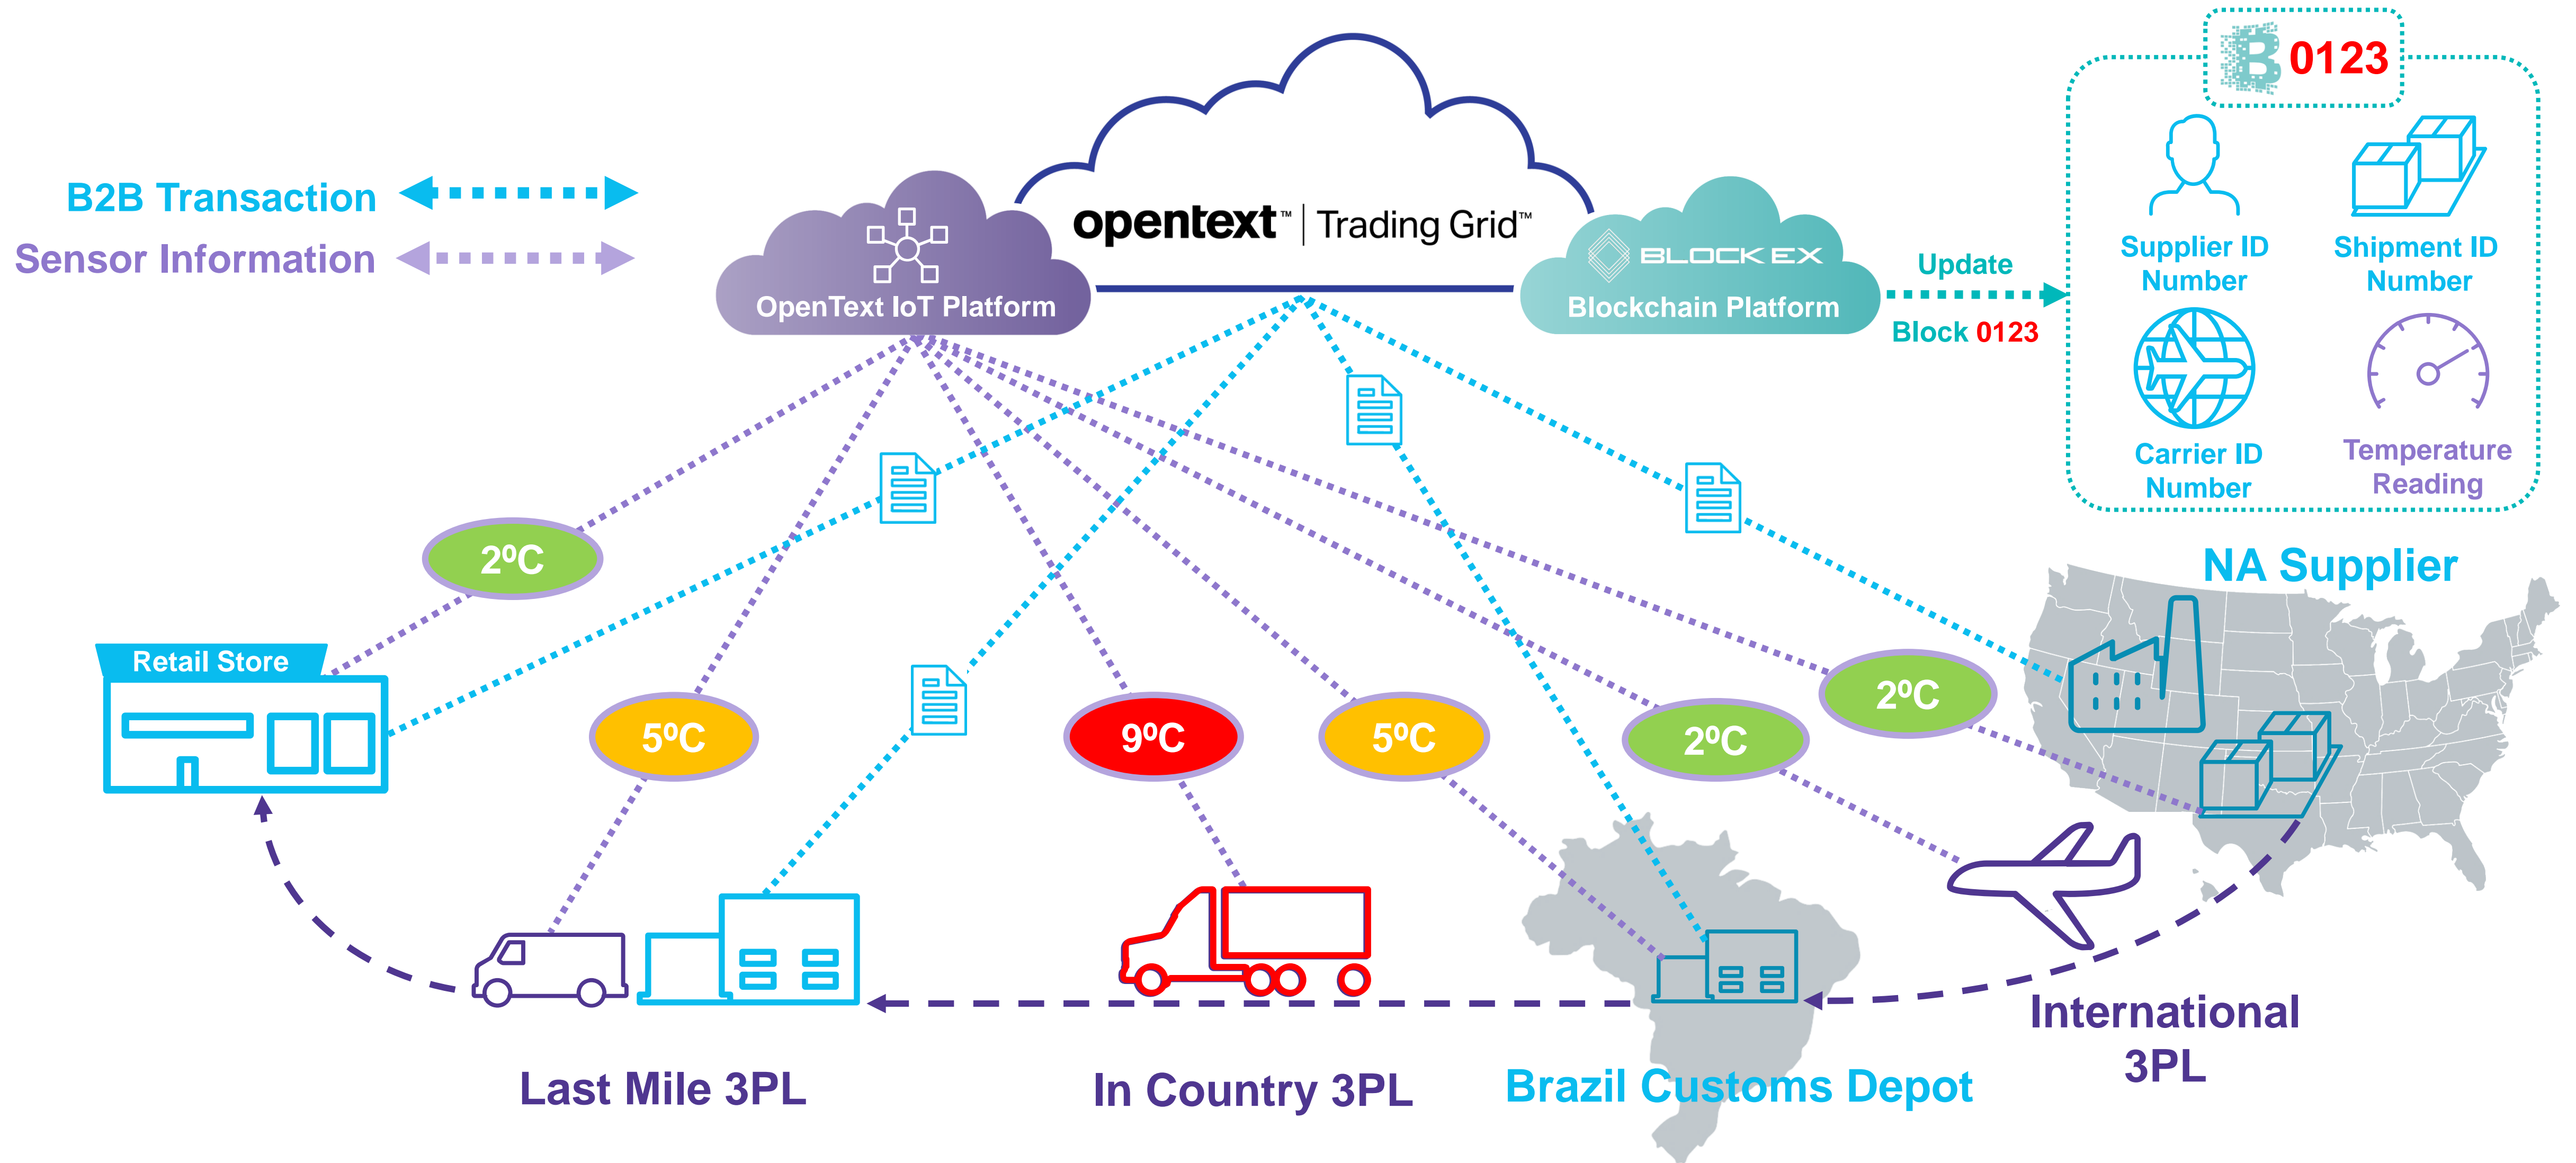 B 0123
opentext™ | Trading Grid™
B2B Transaction
Sensor Information
OpenText IoT Platform
BLOCKEX
Blockchain Platform
Update
Block 0123
Supplier ID
Number
Shipment ID
Number
Carrier ID
Number
Temperature
Reading
NA Supplier
2ºC
Retail Store
5ºC
9ºC
5ºC
2ºC
2ºC
International
3PL
Last Mile 3PL
In Country 3PL
Brazil Customs Depot